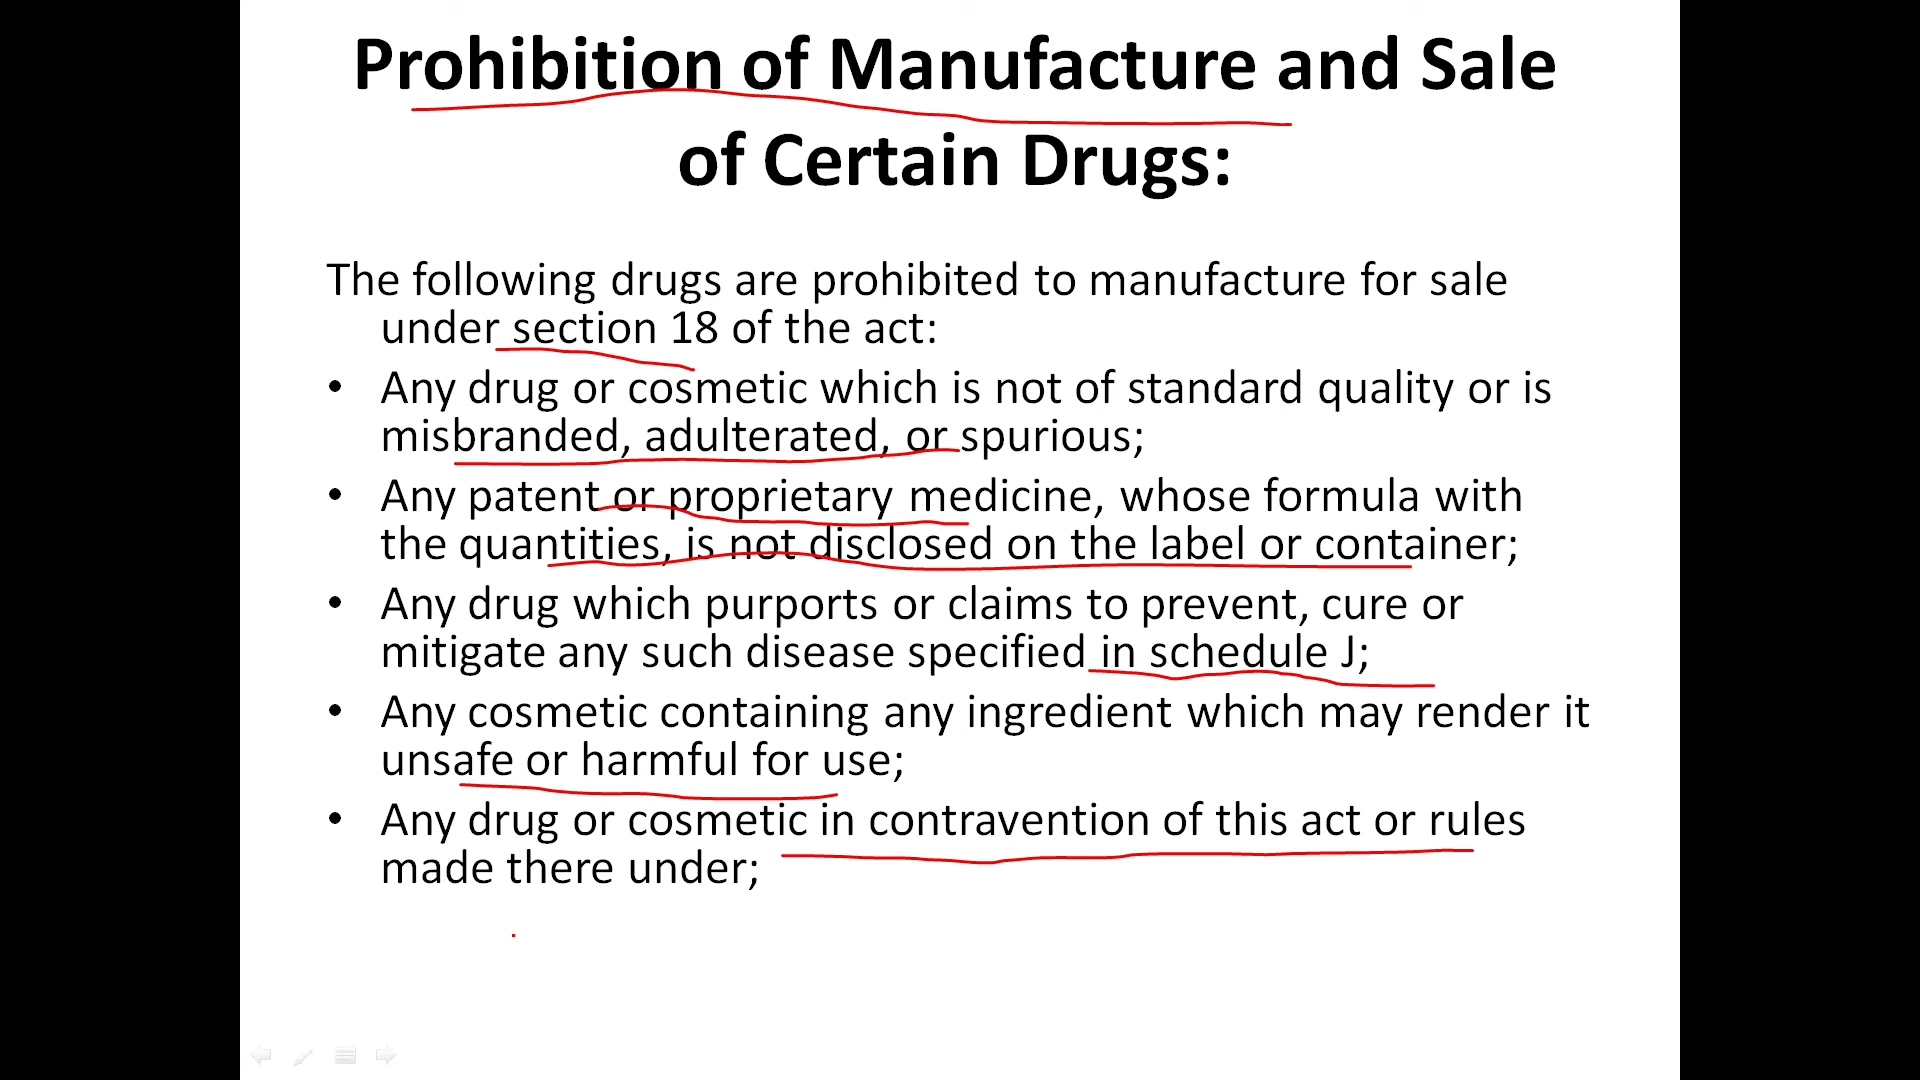 Prohibition of Manufacture and Sale
of Certain Drugs:
The following drugs are prohibited to manufacture for sale
under section 18 of the act:
• Any drug or cosmetic which is not of standard quality or is
misbranded, adulterated, or spurious;
• Any patent or proprietary medicine, whose formula with
the quantities, is not disclosed on the label or container;
• Any drug which purports or claims to prevent, cure or
mitigate any such disease specified in schedule J;
• Any cosmetic containing any ingredient which may render it
unsafe or harmful for use;
• Any drug or cosmetic in contravention of this act or rules
made there under;